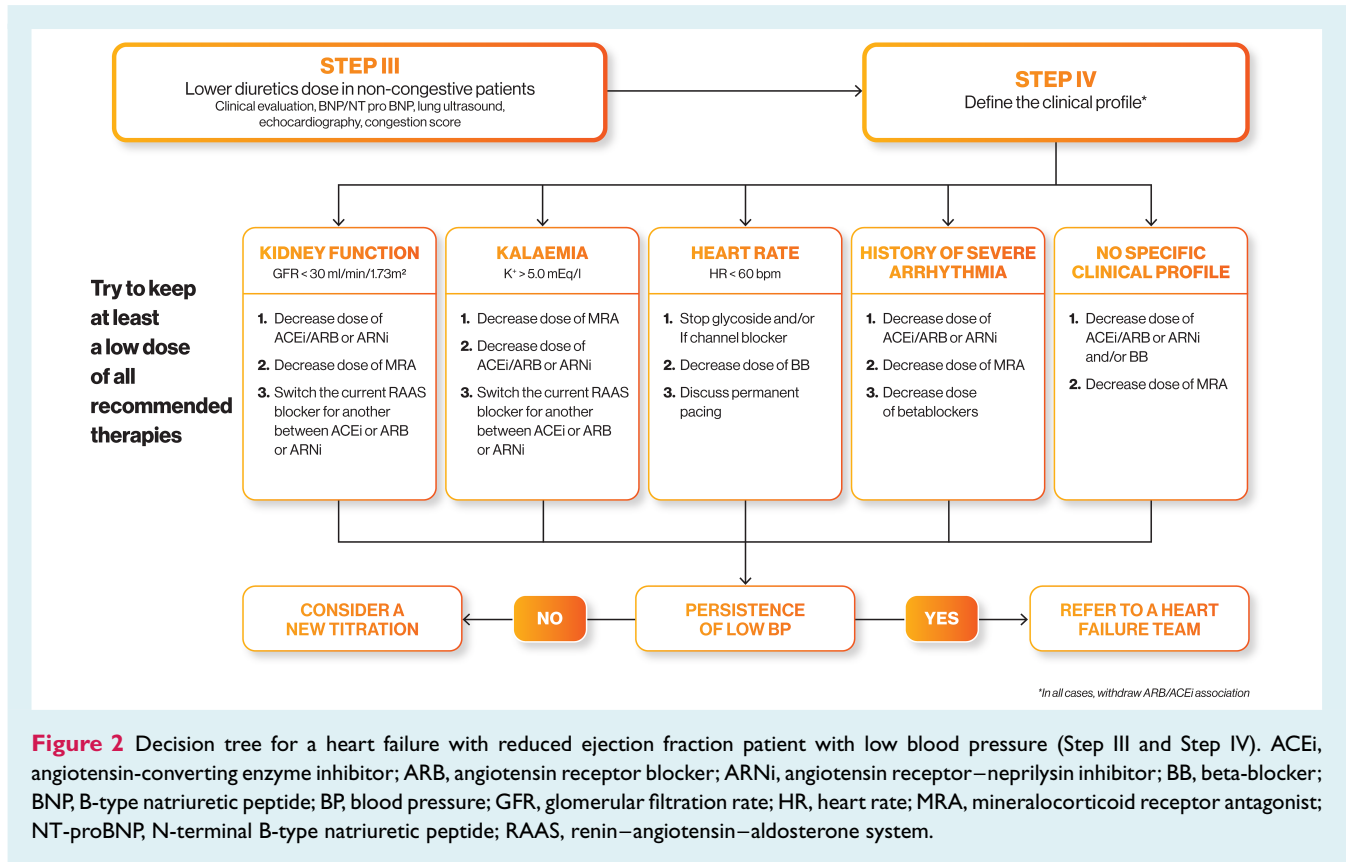 STEP III
Lower diuretics dose in non-congestive patients
Clinical evaluation, BNP/NT pro BNP, lung ultrasound,
echocardiography, congestion score
STEP IV
Define the clinical profile*
Try to keep
at least
a low dose
of all
recommended
therapies
KIDNEY FUNCTION
GFR < 30 ml/min/1.73m²
1. Decrease dose of
ACEi/ARB or ARNi
2. Decrease dose of MRA
3. Switch the current RAAS
blocker for another
between ACEi or ARB
or ARNi
KALAEMIA
K⁺ > 5.0 mEq/l
1. Decrease dose of MRA
2. Decrease dose of
ACEi/ARB or ARNi
3. Switch the current RAAS
blocker for another
between ACEi or ARB
or ARNi
HEART RATE
HR < 60 bpm
1. Stop glycoside and/or
If channel blocker
2. Decrease dose of BB
3. Discuss permanent
pacing
HISTORY OF SEVERE
ARRHYTHMIA
1. Decrease dose of
ACEi/ARB or ARNi
2. Decrease dose of MRA
3. Decrease dose
of betablockers
NO SPECIFIC
CLINICAL PROFILE
1. Decrease dose of
ACEi/ARB or ARNi
and/or BB
2. Decrease dose of MRA
CONSIDER A
NEW TITRATION
NO
PERSISTENCE
OF LOW BP
YES
REFER TO A HEART
FAILURE TEAM
*In all cases, withdraw ARB/ACEi association
Figure 2 Decision tree for a heart failure with reduced ejection fraction patient with low blood pressure (Step III and Step IV). ACEi,
angiotensin-converting enzyme inhibitor; ARB, angiotensin receptor blocker; ARNi, angiotensin receptor–neprilysin inhibitor; BB, beta-blocker;
BNP, B-type natriuretic peptide; BP, blood pressure; GFR, glomerular filtration rate; HR, heart rate; MRA, mineralocorticoid receptor antagonist;
NT-proBNP, N-terminal B-type natriuretic peptide; RAAS, renin–angiotensin–aldosterone system.